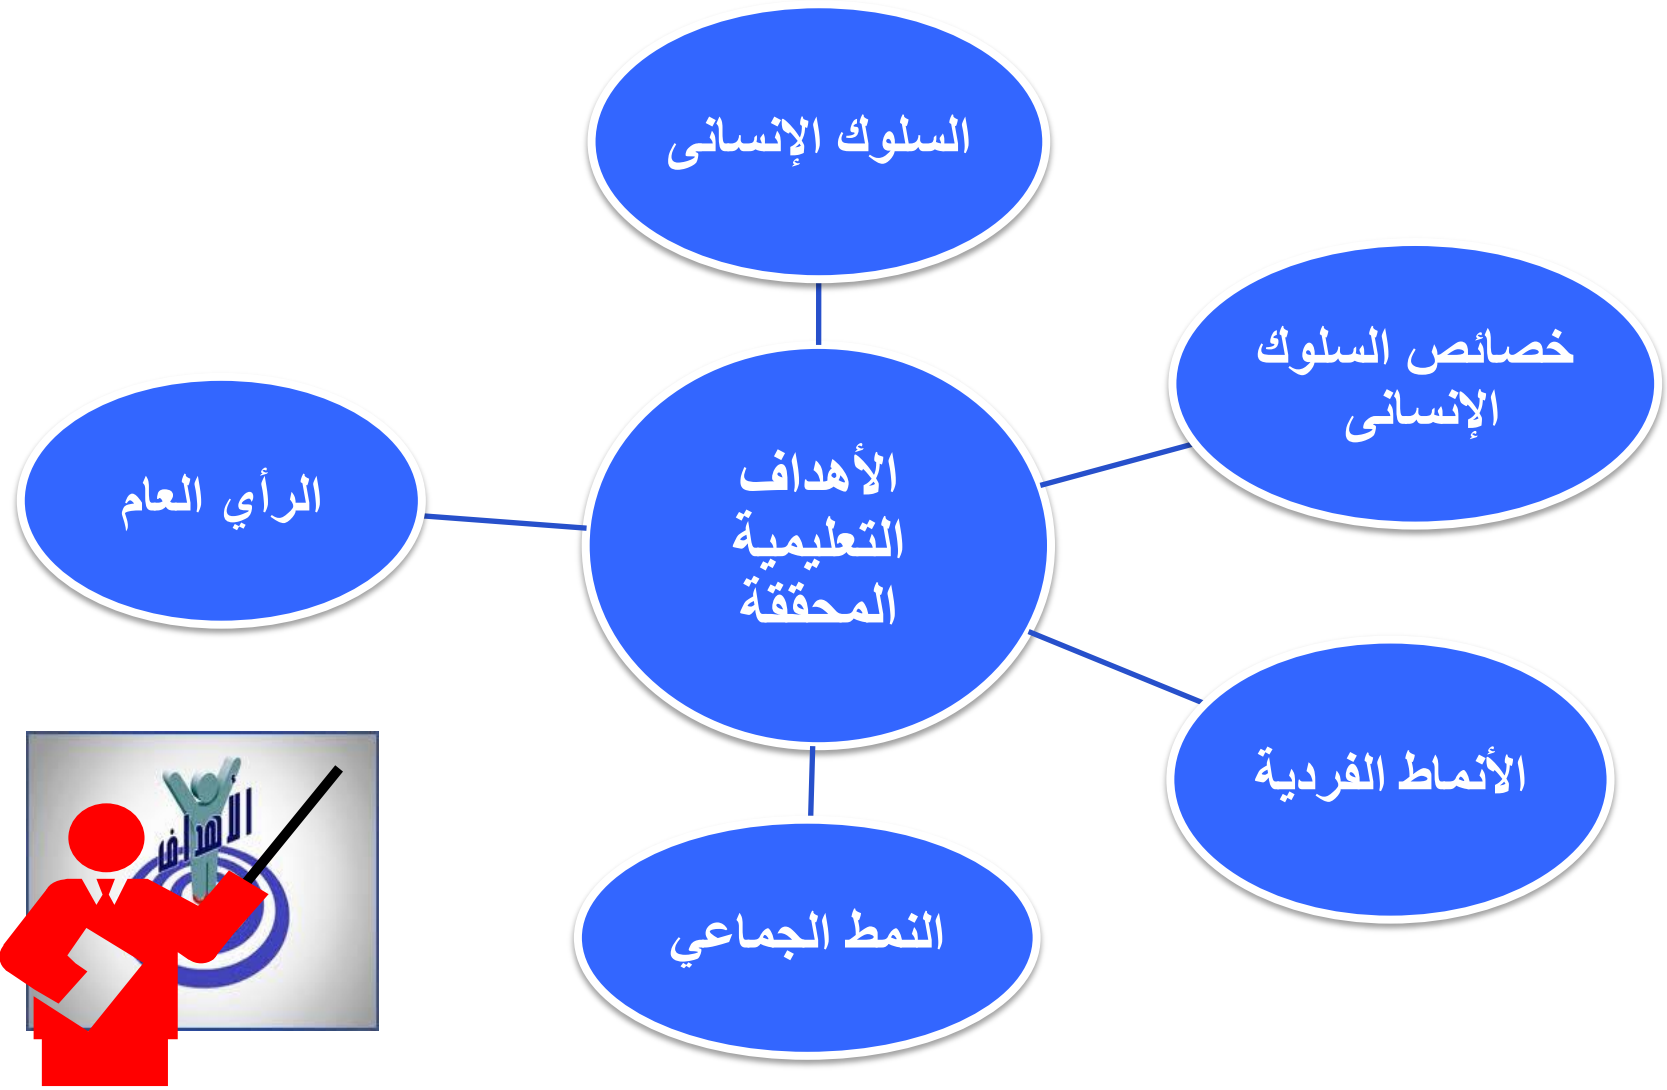 السلوك الإنسانى
خصائص السلوك
الإنسانى
الأهداف
التعليمية
المحققة
الرأي العام
الأنماط الفردية
النمط الجماعي
الأهداف